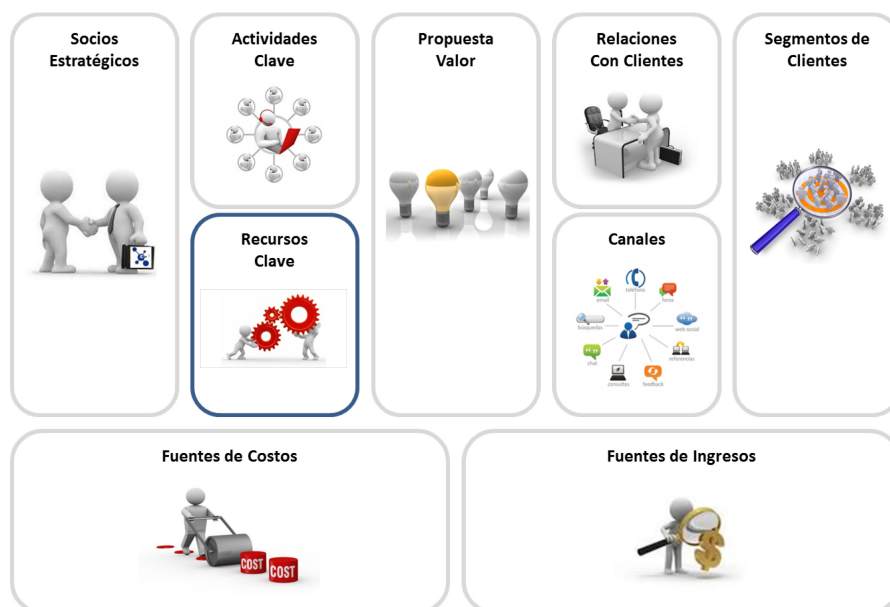 Socios
Estratégicos
Actividades
Clave
Recursos
Clave
Propuesta
Valor
Relaciones
Con Clientes
Canales
teléfono
email
foros
búsquedas
web social
chat
referencias
consultas
feedback
Segmentos de
Clientes
Fuentes de Costos
COST
COST
Fuentes de Ingresos